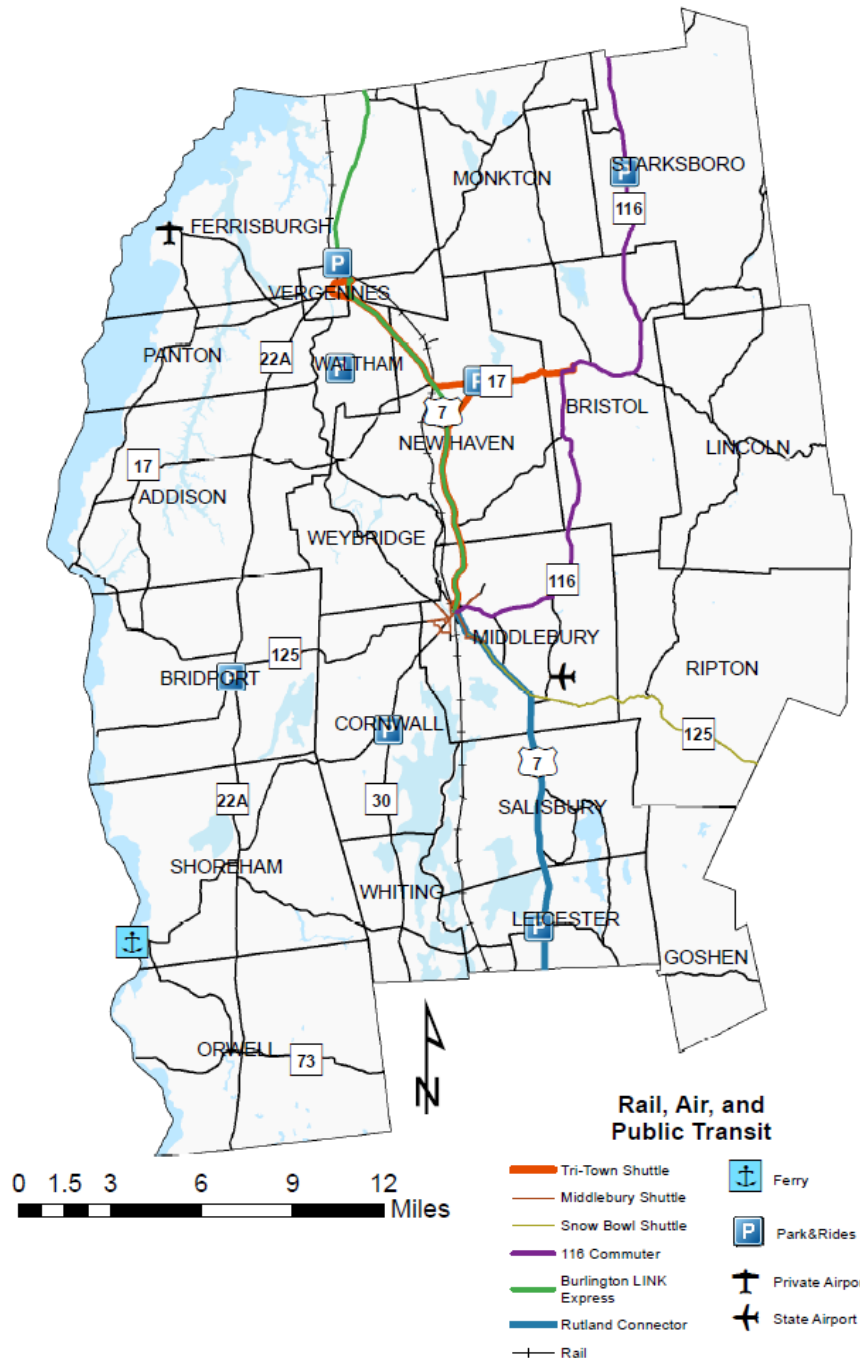 STARKSBORO
P
MONKTON
116
FERRISBURGH
P
VERGENNES
PANTON
22A
WALTHAM
P
P
17
BRISTOL
7
NEW HAVEN
LINCOLN
17
ADDISON
WEYBRIDGE
116
MIDDLEBURY
125
RIPTON
BRIDPORT
P
CORNWALL
P
125
7
22A
30
SALISBURY
SHOREHAM
WHITING
LEICESTER
P
GOSHEN
ORWELL
73
N
Rail, Air, and
Public Transit
0 1.5 3 6 9 12
Miles
Tri-Town Shuttle
Middlebury Shuttle
Snow Bowl Shuttle
116 Commuter
Burlington LINK
Express
Rutland Connector
Rail
Ferry
P Park&Rides
Private Airpor
State Airport